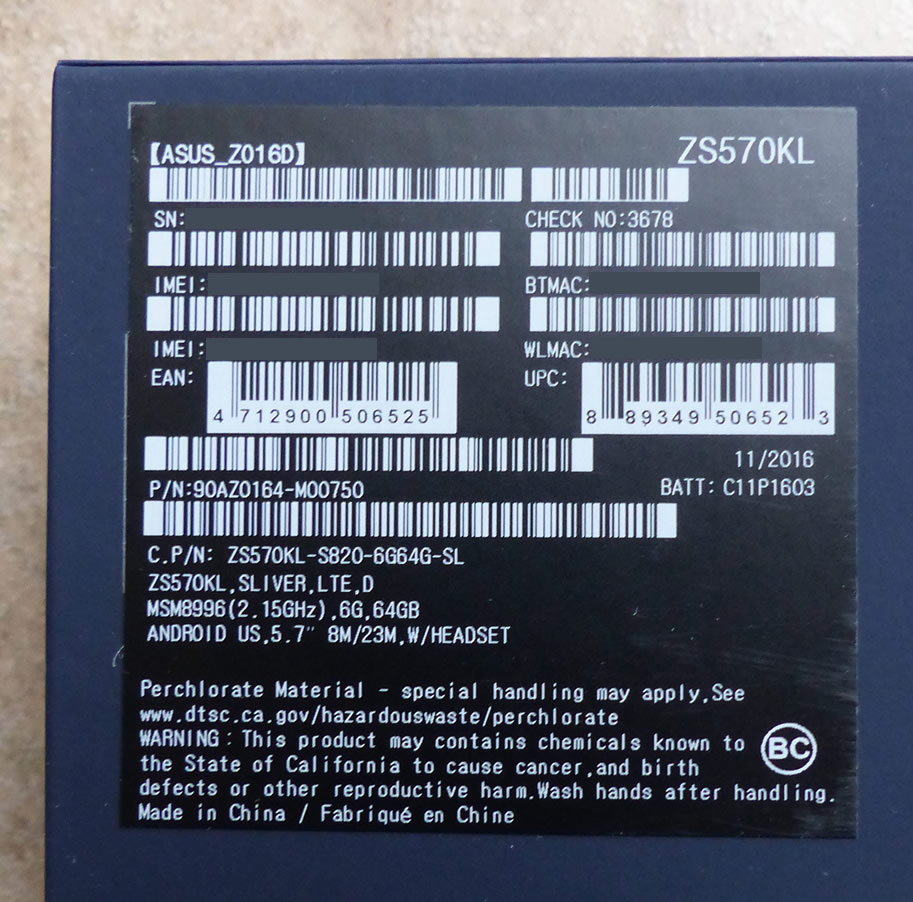 【ASUS_Z016D】 ZS570KL
SN: CHECK NO:3678
IMEI: BTMAC:
IMEI: WLMAC:
EAN: UPC:
4 712900 506525 8 89349 50652 3
11/2016
P/N:90AZ0164-M00750 BATT: C11P1603
C.P/N: ZS570KL-S820-6G64G-SL
ZS570KL,SLIVER,LTE,D
MSM8996(2.15GHz),6G,64GB
ANDROID US,5.7" 8M/23M,W/HEADSET
Perchlorate Material - special handling may apply,See
www.dtsc.ca.gov/hazardouswaste/perchlorate
WARNING: This product may contains chemicals known to
the State of California to cause cancer,and birth
defects or other reproductive harm.Wash hands after handling.
Made in China / Fabriqué en Chine
BC